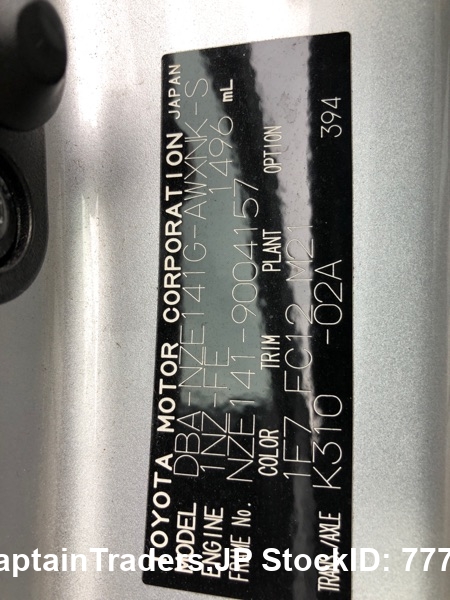 TOYOTA MOTOR CORPORATION JAPAN
MODEL DBA-NZE141G-AWXNK-S
ENGINE 1NZ-FE 1496 mL
FRAME No. NZE141-9004157
COLOR TRIM PLANT OPTION
1F7 FC12 M21
TRANS/AXLE K310 -02A 394
aptainTraders.JP StockID: 777